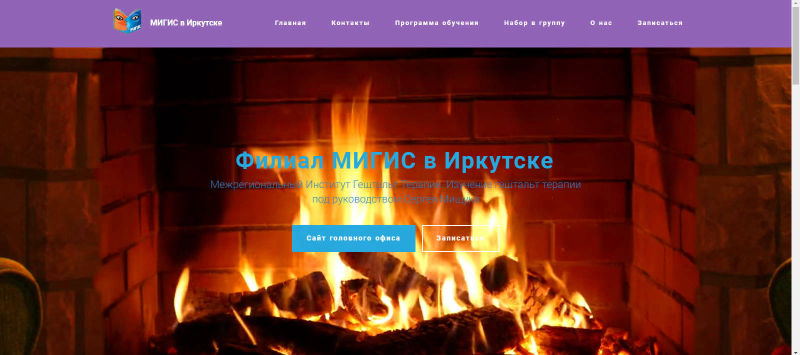 МИГИС в Иркутске
Главная
Контакты
Программа обучения
Набор в группу
О нас
Записаться
Филиал МИГИС в Иркутске
Межрегиональный Институт Гештальт Терапии. Изучение гештальт терапии
под руководством
Сайт головного офиса
Записаться